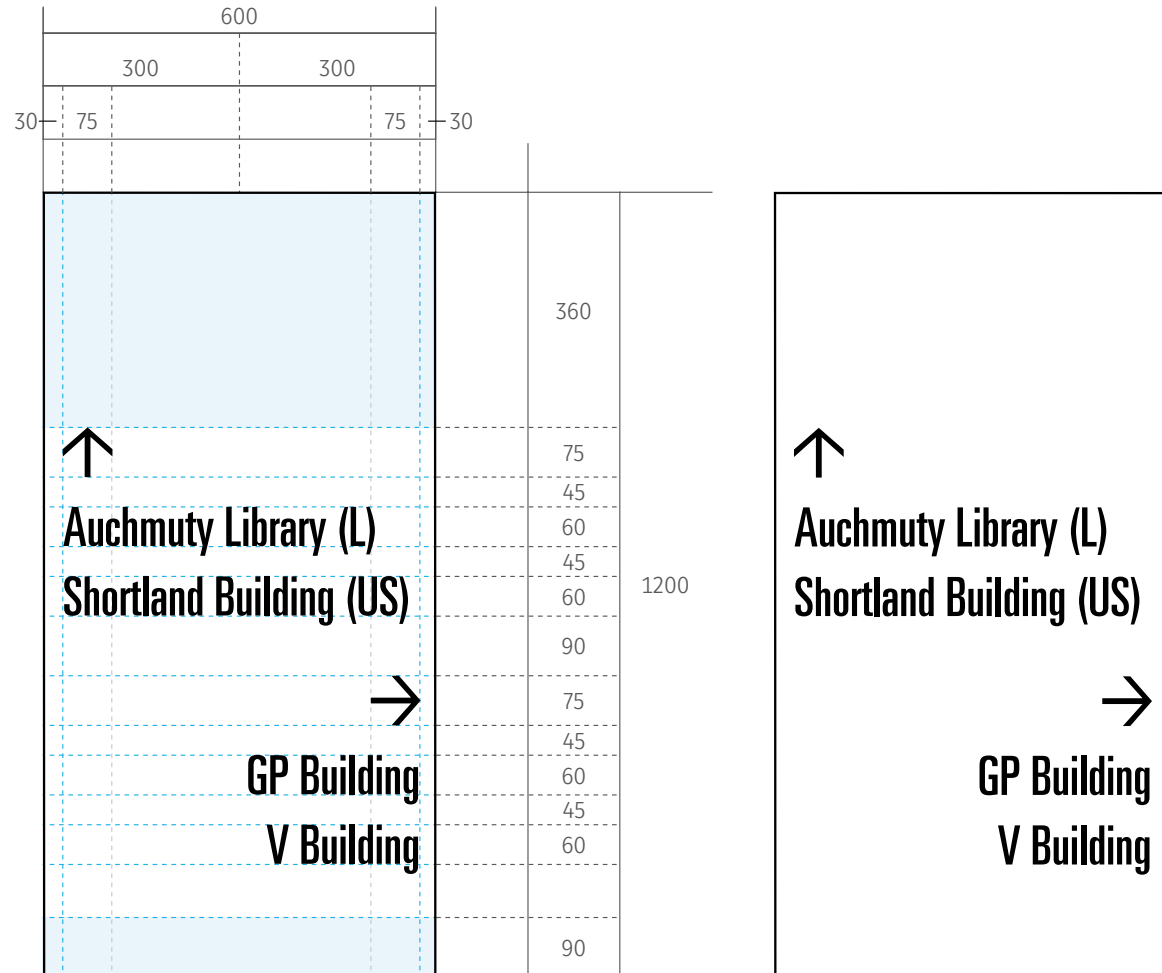 600
300 300
30 75 75 30
360
75
45
Auchmuty Library (L) 60 Auchmuty Library (L)
45
Shortland Building (US) 60 1200 Shortland Building (US)
90
75
45
GP Building 60 GP Building
45
V Building 60 V Building
90